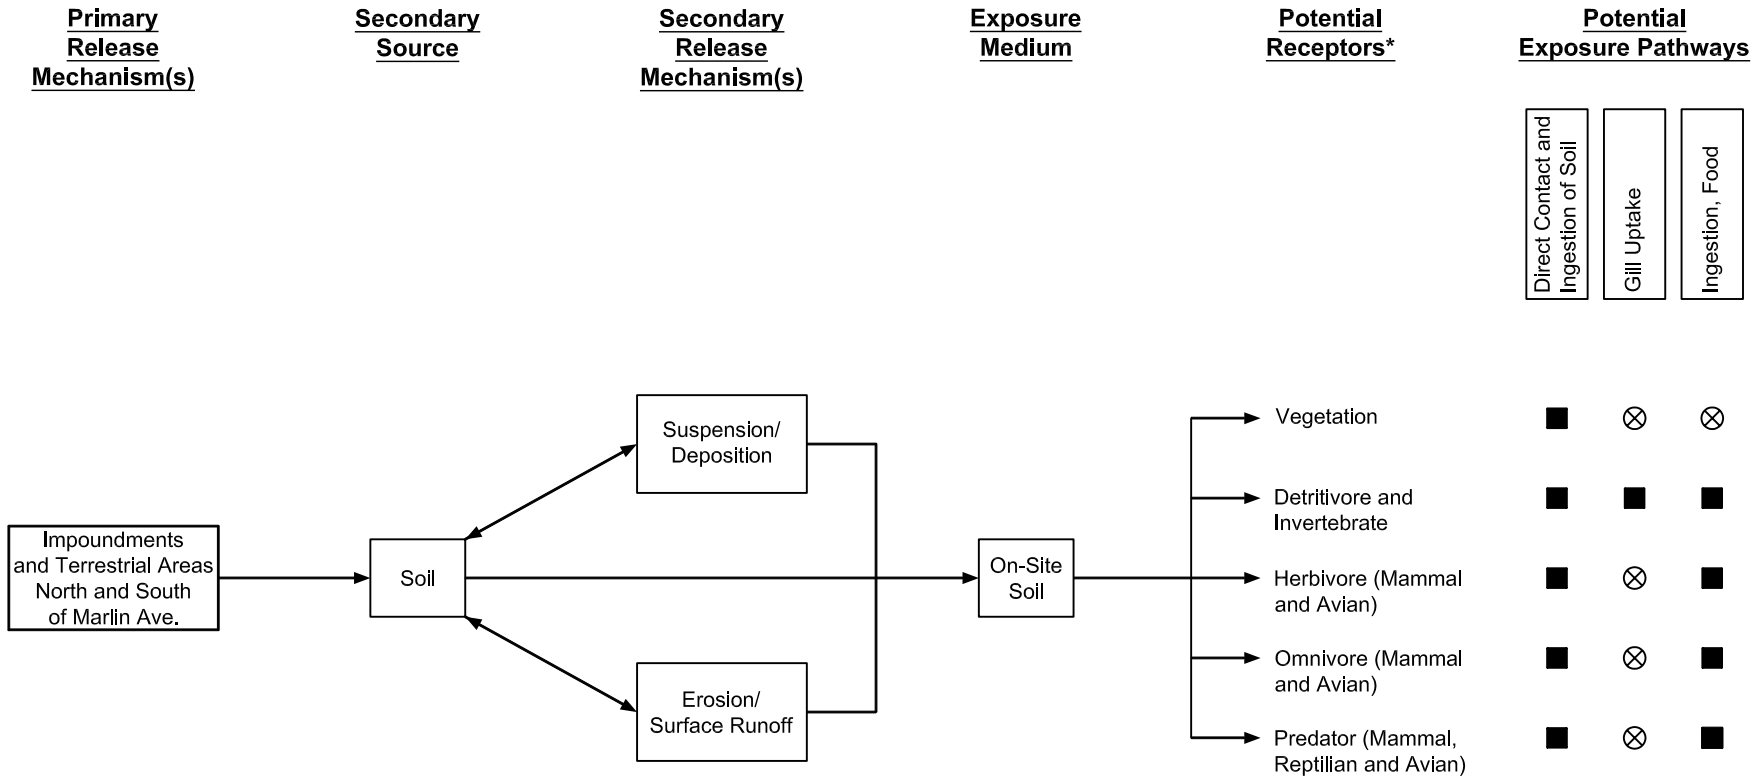 Primary
Release
Mechanism(s)
Secondary
Source
Secondary
Release
Mechanism(s)
Exposure
Medium
Potential
Receptors*
Potential
Exposure Pathways
Direct Contact and
Ingestion of Soil
Gill Uptake
Ingestion, Food
Impoundments
and Terrestrial Areas
North and South
of Marlin Ave.
Soil
Suspension/
Deposition
Erosion/
Surface Runoff
On-Site
Soil
Vegetation
Detritivore and
Invertebrate
Herbivore (Mammal
and Avian)
Omnivore (Mammal
and Avian)
Predator (Mammal,
Reptilian and Avian)